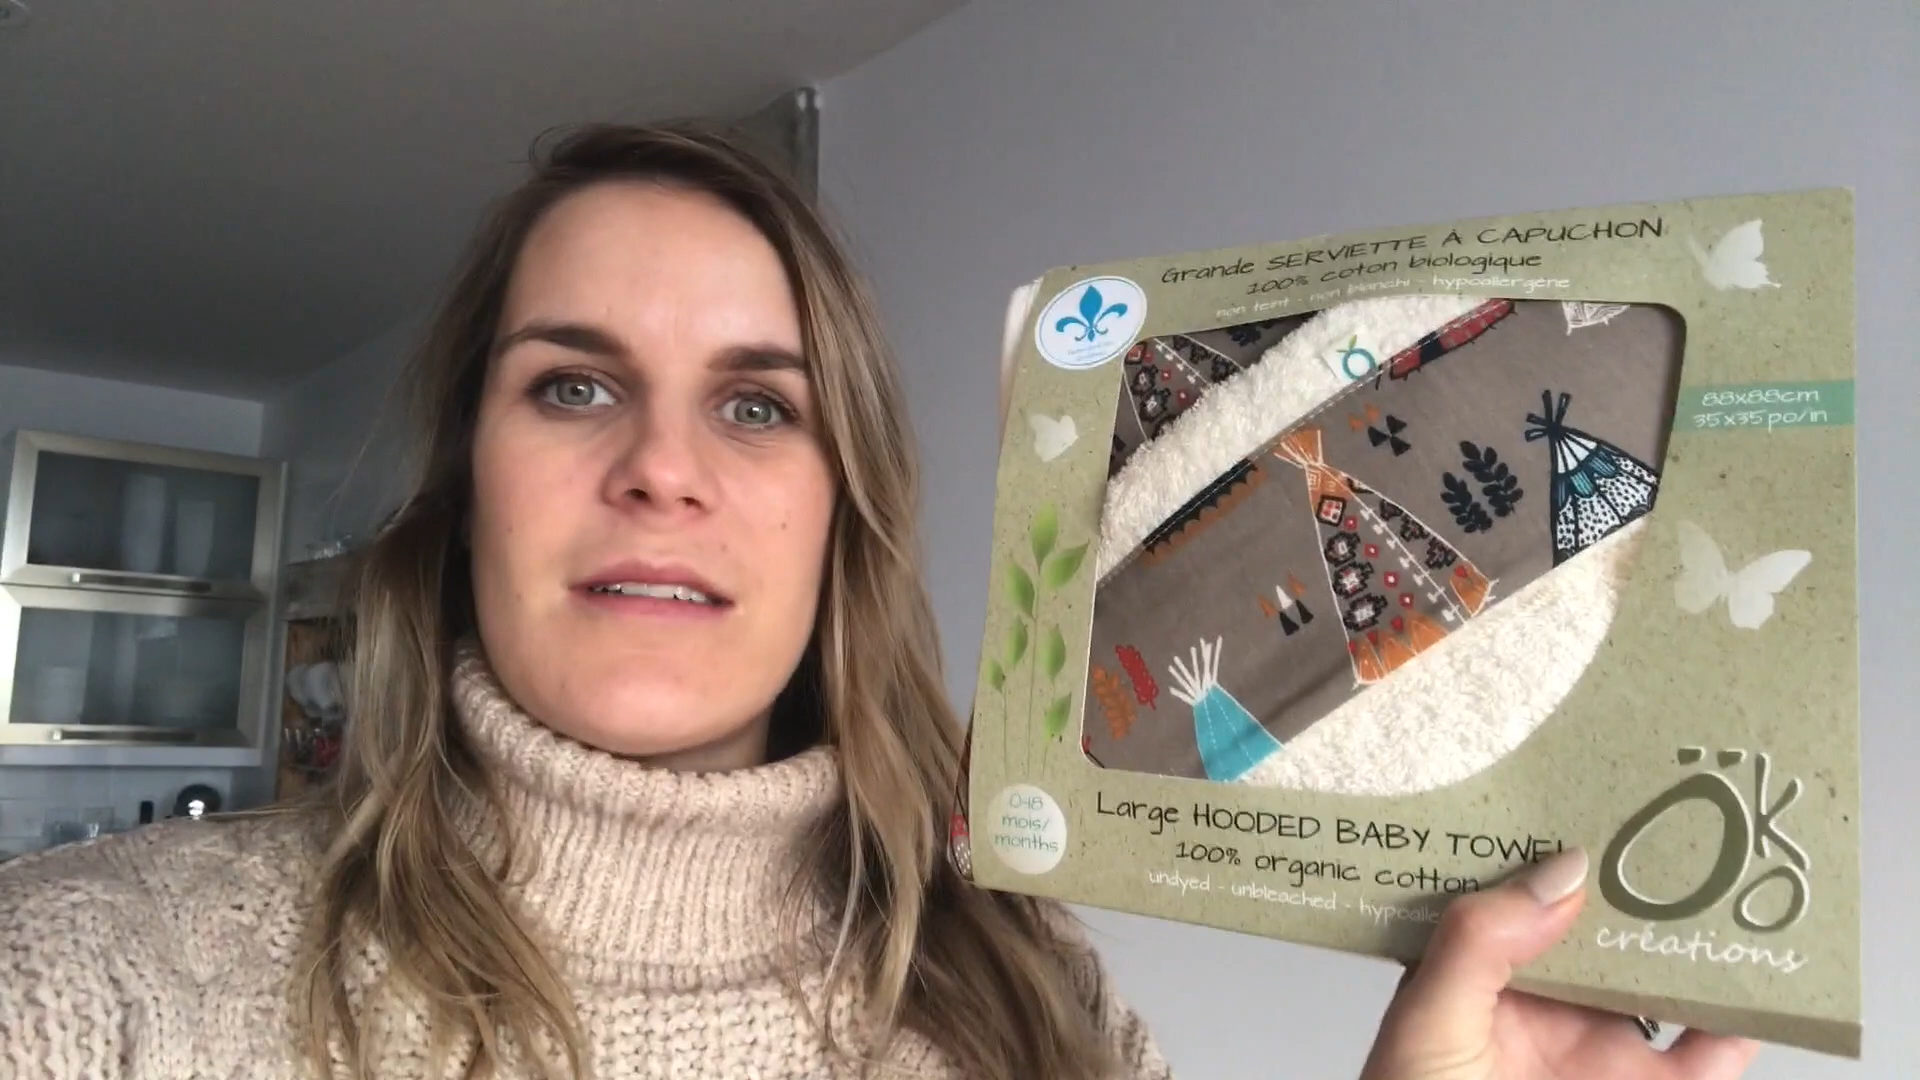 Grande SERVIETTE À CAPUCHON
100% coton biologique
non teint - non blanchi - hypoallergène
88x88cm
35x35 po/in
0-18
mois/
months
Large HOODED BABY TOWEL
100% organic cotton
undyed - unbleached - hypoalle
ÖKO
créations